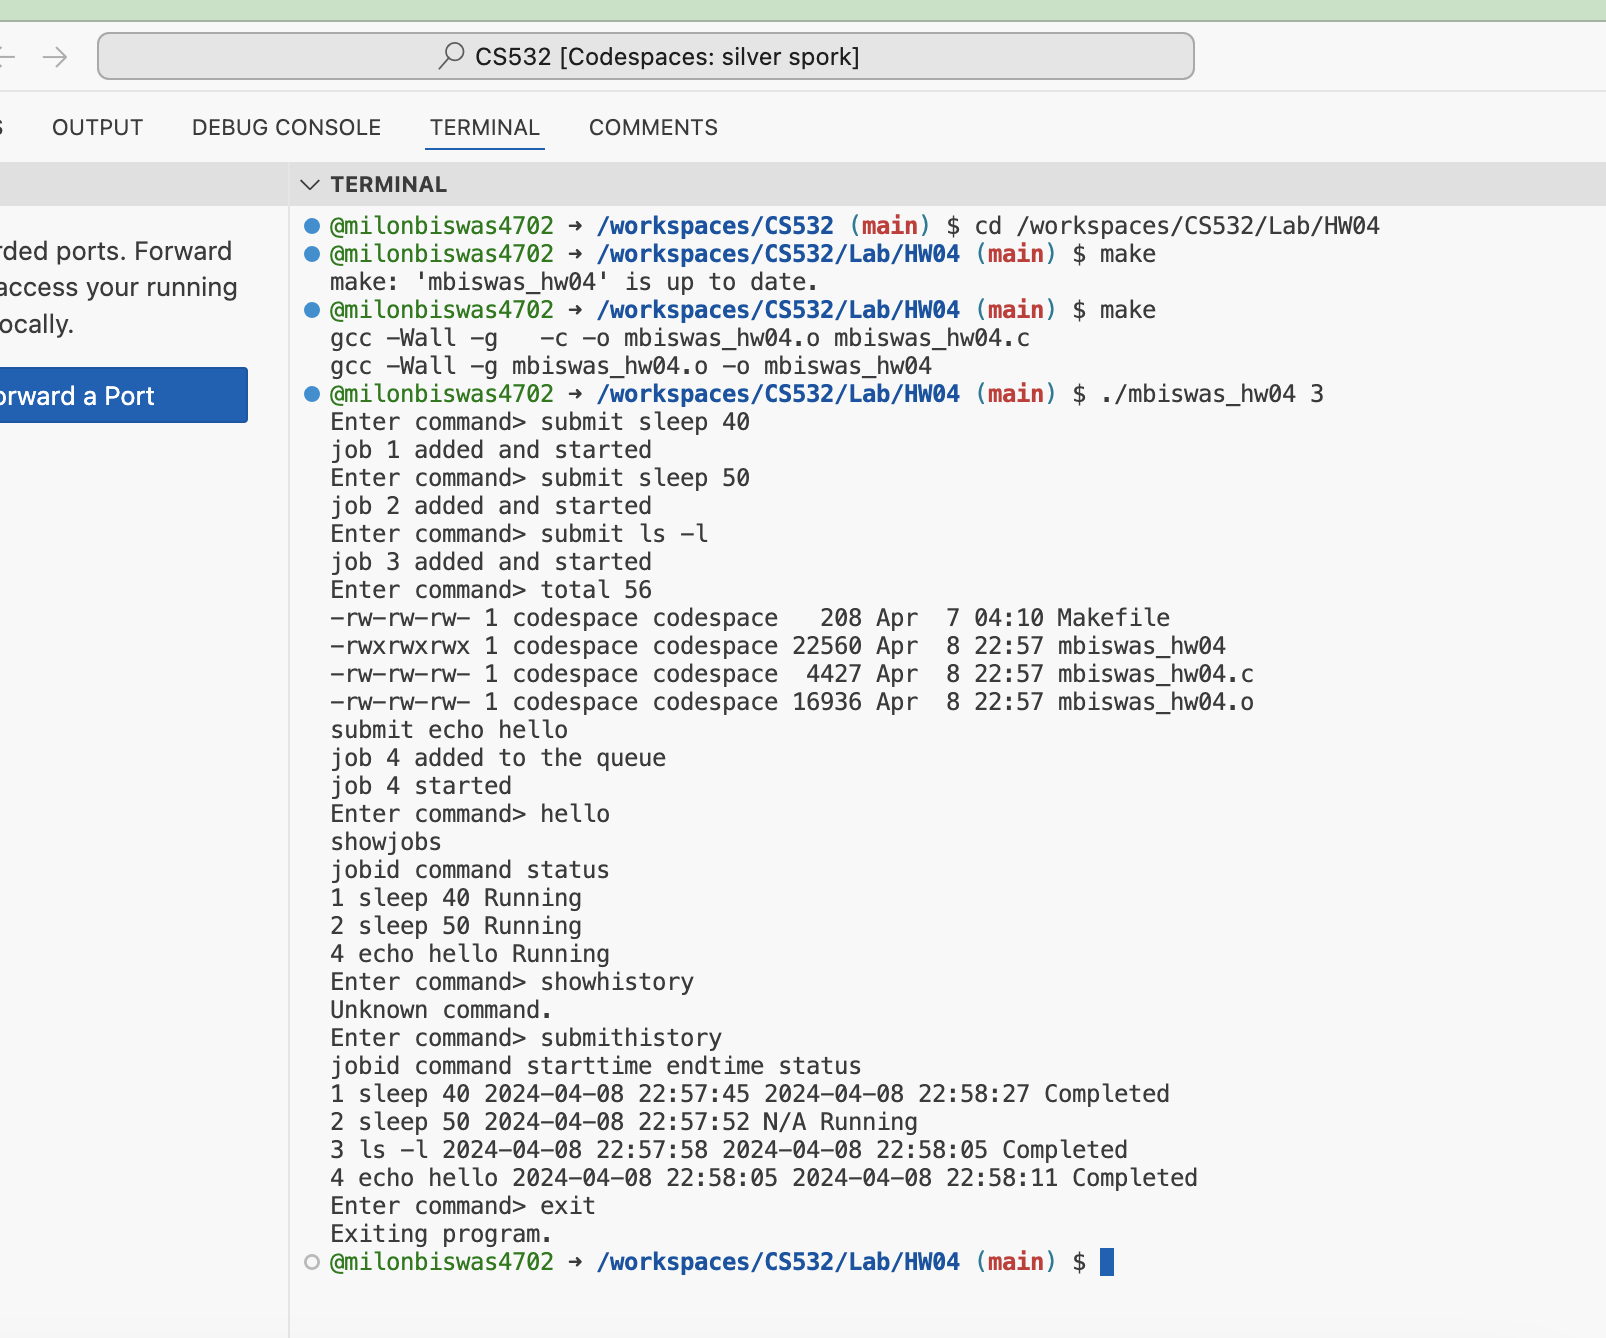 CS532 [Codespaces: silver spork]
OUTPUT DEBUG CONSOLE TERMINAL COMMENTS
TERMINAL
ports. Forward
access your running
Port
@milonbiswas4702 → /workspaces/CS532 (main) $ cd /workspaces/CS532/Lab/HW04
@milonbiswas4702 → /workspaces/CS532/Lab/HW04 (main) $ make
make: 'mbiswas_hw04' is up to date.
@milonbiswas4702 → /workspaces/CS532/Lab/HW04 (main) $ make
gcc -Wall -g   -c -o mbiswas_hw04.o mbiswas_hw04.c
gcc -Wall -g mbiswas_hw04.o -o mbiswas_hw04
@milonbiswas4702 → /workspaces/CS532/Lab/HW04 (main) $ ./mbiswas_hw04 3
Enter command> submit sleep 40
job 1 added and started
Enter command> submit sleep 50
job 2 added and started
Enter command> submit ls -l
job 3 added and started
Enter command> total 56
-rw-rw-rw- 1 codespace codespace   208 Apr  7 04:10 Makefile
-rwxrwxrwx 1 codespace codespace 22560 Apr  8 22:57 mbiswas_hw04
-rw-rw-rw- 1 codespace codespace  4427 Apr  8 22:57 mbiswas_hw04.c
-rw-rw-rw- 1 codespace codespace 16936 Apr  8 22:57 mbiswas_hw04.o
submit echo hello
job 4 added to the queue
job 4 started
Enter command> hello
showjobs
jobid command status
1 sleep 40 Running
2 sleep 50 Running
4 echo hello Running
Enter command> showhistory
Unknown command.
Enter command> submithistory
jobid command starttime endtime status
1 sleep 40 2024-04-08 22:57:45 2024-04-08 22:58:27 Completed
2 sleep 50 2024-04-08 22:57:52 N/A Running
3 ls -l 2024-04-08 22:57:58 2024-04-08 22:58:05 Completed
4 echo hello 2024-04-08 22:58:05 2024-04-08 22:58:11 Completed
Enter command> exit
Exiting program.
@milonbiswas4702 → /workspaces/CS532/Lab/HW04 (main) $